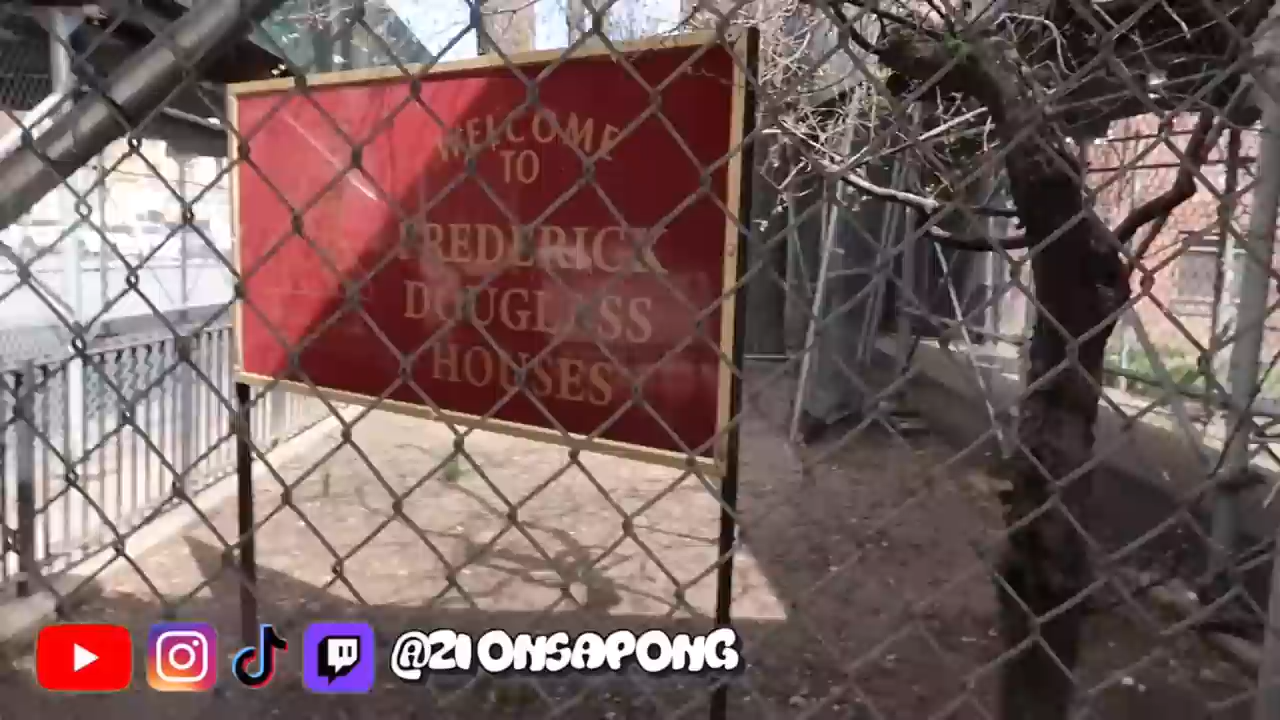 WELCOME
TO
FREDERICK
DOUGLASS
HOUSES
@ZIONSAPONG